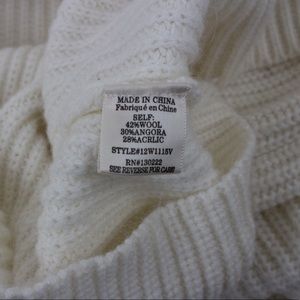 MADE IN CHINA
Fabriqué en Chine
SELF:
42%WOOL
30%ANGORA
28%ACRLIC
STYLE#12W1115V
RN#130222
SEE REVERSE FOR CARE